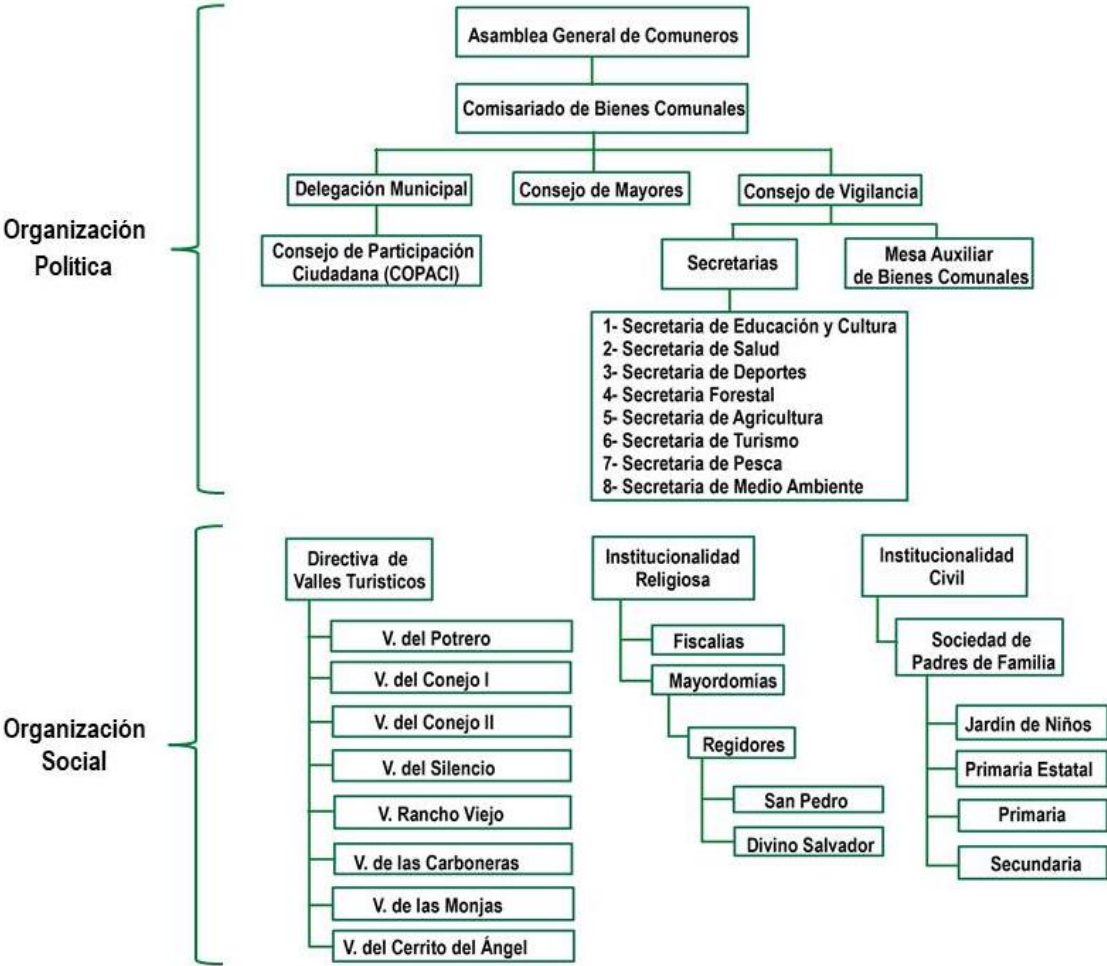 Asamblea General de Comuneros
Comisariado de Bienes Comunales
Delegación Municipal
Consejo de Mayores
Consejo de Vigilancia
Organización
Politica
Consejo de Participación
Ciudadana (COPACI)
Secretarias
Mesa Auxiliar
de Bienes Comunales
1- Secretaria de Educación y Cultura
2- Secretaria de Salud
3- Secretaria de Deportes
4- Secretaria Forestal
5- Secretaria de Agricultura
6- Secretaria de Turismo
7- Secretaria de Pesca
8- Secretaria de Medio Ambiente
Organización
Social
Directiva de
Valles Turisticos
V. del Potrero
V. del Conejo I
V. del Conejo II
V. del Silencio
V. Rancho Viejo
V. de las Carboneras
V. de las Monjas
V. del Cerrito del Ángel
Institucionalidad
Religiosa
Fiscalias
Mayordomías
Regidores
San Pedro
Divino Salvador
Institucionalidad
Civil
Sociedad de
Padres de Familia
Jardín de Niños
Primaria Estatal
Primaria
Secundaria